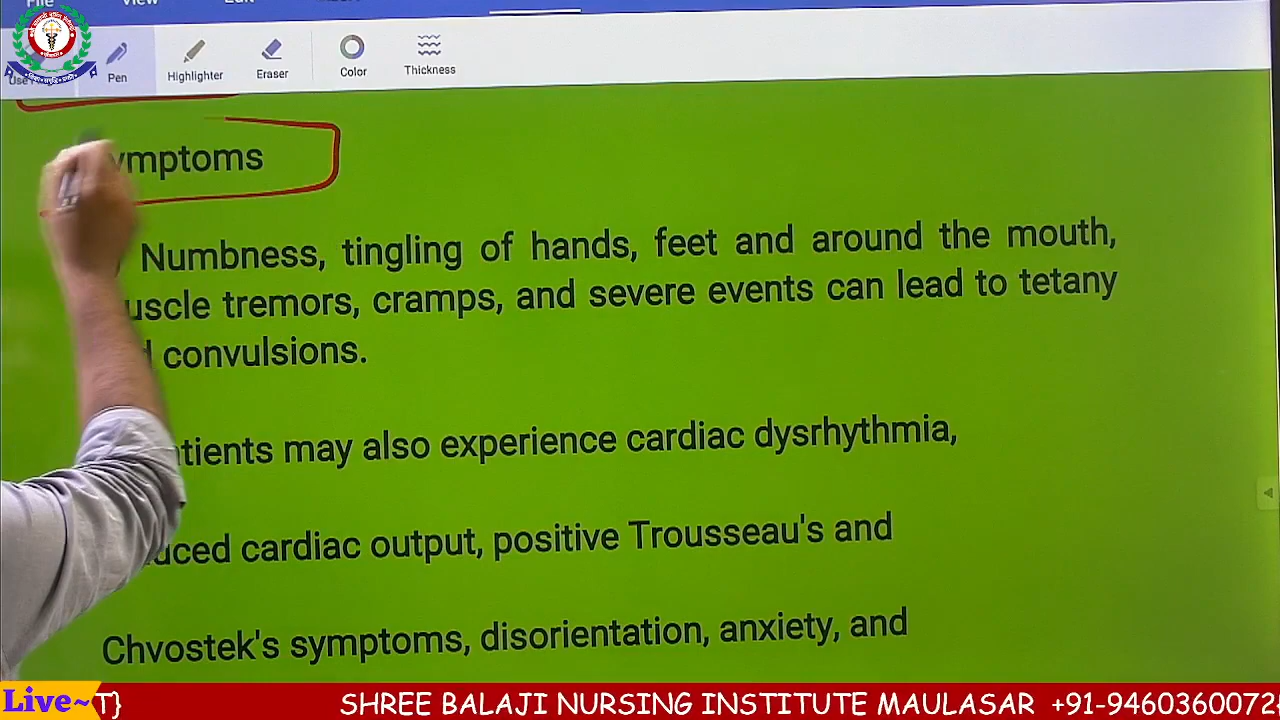 File View Edit
Pen Highlighter Eraser Color Thickness
ymptoms
Numbness, tingling of hands, feet and around the mouth,
uscle tremors, cramps, and severe events can lead to tetany
convulsions.
tients may also experience cardiac dysrhythmia,
uced cardiac output, positive Trousseau's and
Chvostek's symptoms, disorientation, anxiety, and
Live~ T} SHREE BALAJI NURSING INSTITUTE MAULASAR +91-9460360072